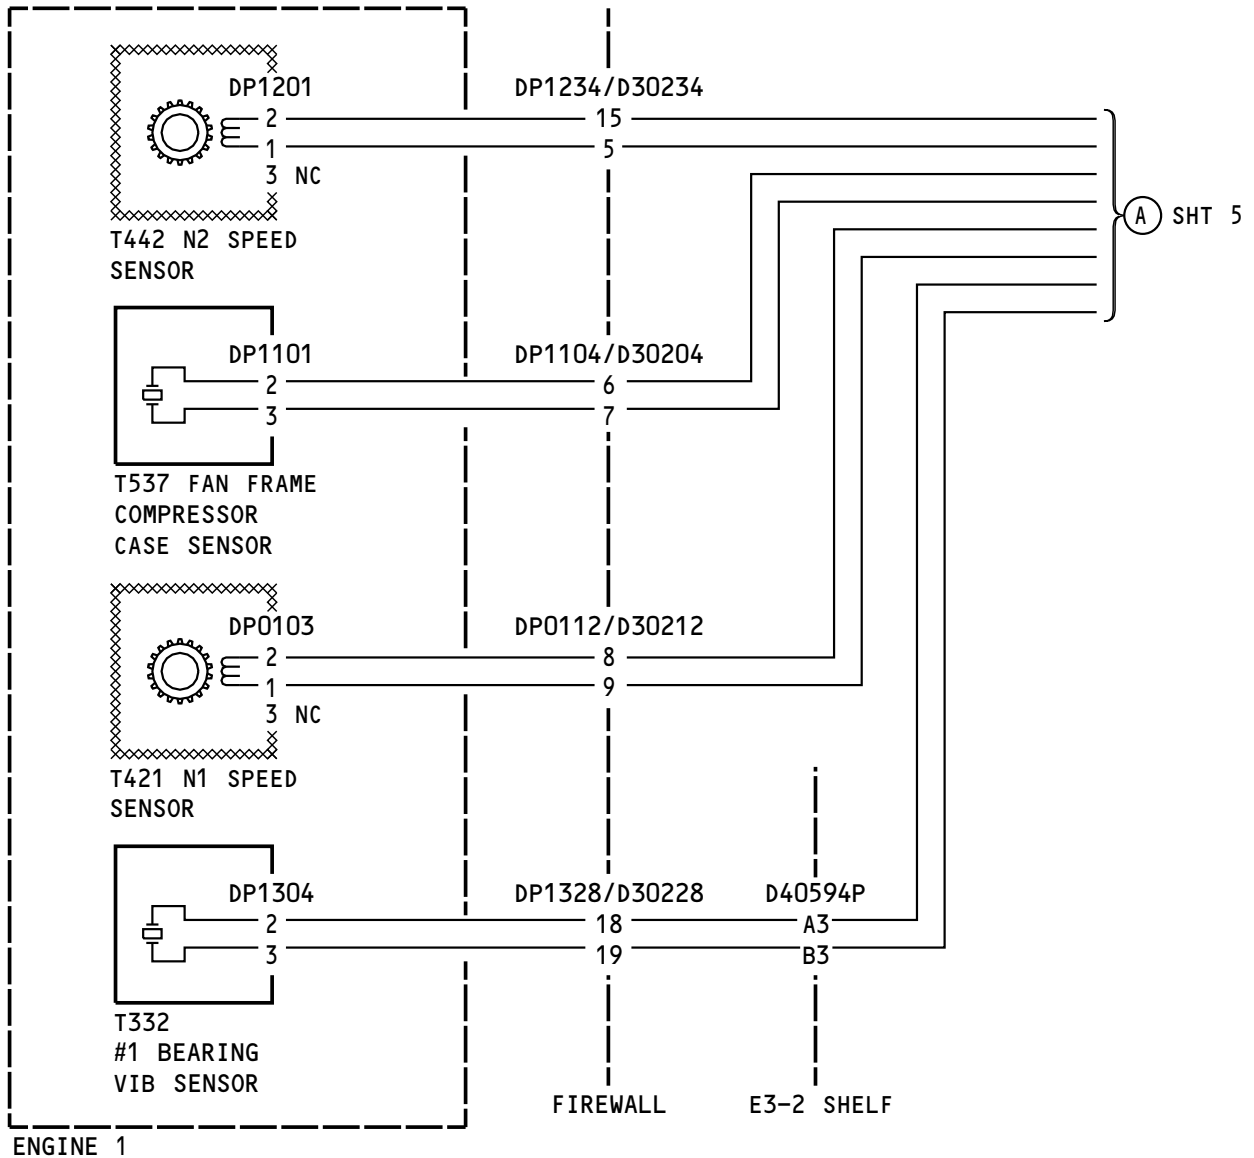 DP1201 DP1234/D30234
2 15
1 5
3 NC
A SHT 5
T442 N2 SPEED
SENSOR
DP1101 DP1104/D30204
2 6
3 7
T537 FAN FRAME
COMPRESSOR
CASE SENSOR
DP0103 DP0112/D30212
2 8
1 9
3 NC
T421 N1 SPEED
SENSOR
DP1304 DP1328/D30228 D40594P
2 18 A3
3 19 B3
T332
#1 BEARING
VIB SENSOR
FIREWALL E3-2 SHELF
ENGINE 1